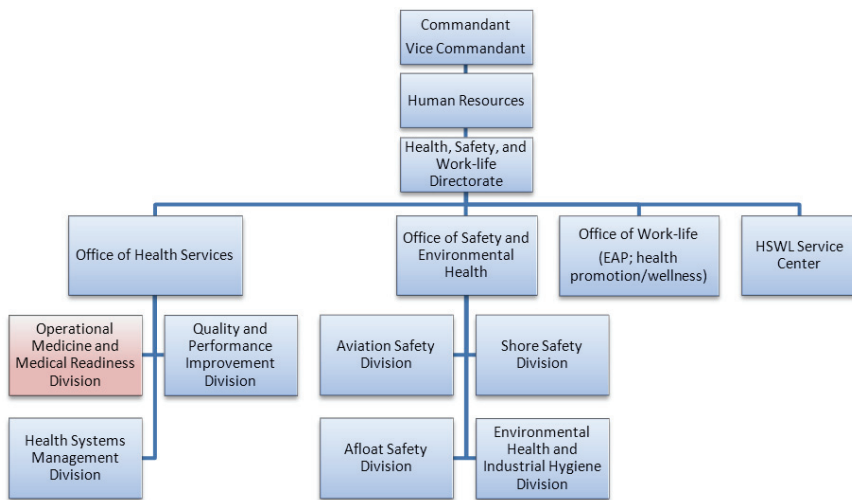 Commandant
Vice Commandant
Human Resources
Health, Safety, and
Work-life
Directorate
Office of Health Services
Office of Safety and
Environmental
Health
Office of Work-life
(EAP; health
promotion/wellness)
HSWL Service
Center
Operational
Medicine and
Medical Readiness
Division
Quality and
Performance
Improvement
Division
Aviation Safety
Division
Shore Safety
Division
Health Systems
Management
Division
Afloat Safety
Division
Environmental
Health and
Industrial Hygiene
Division